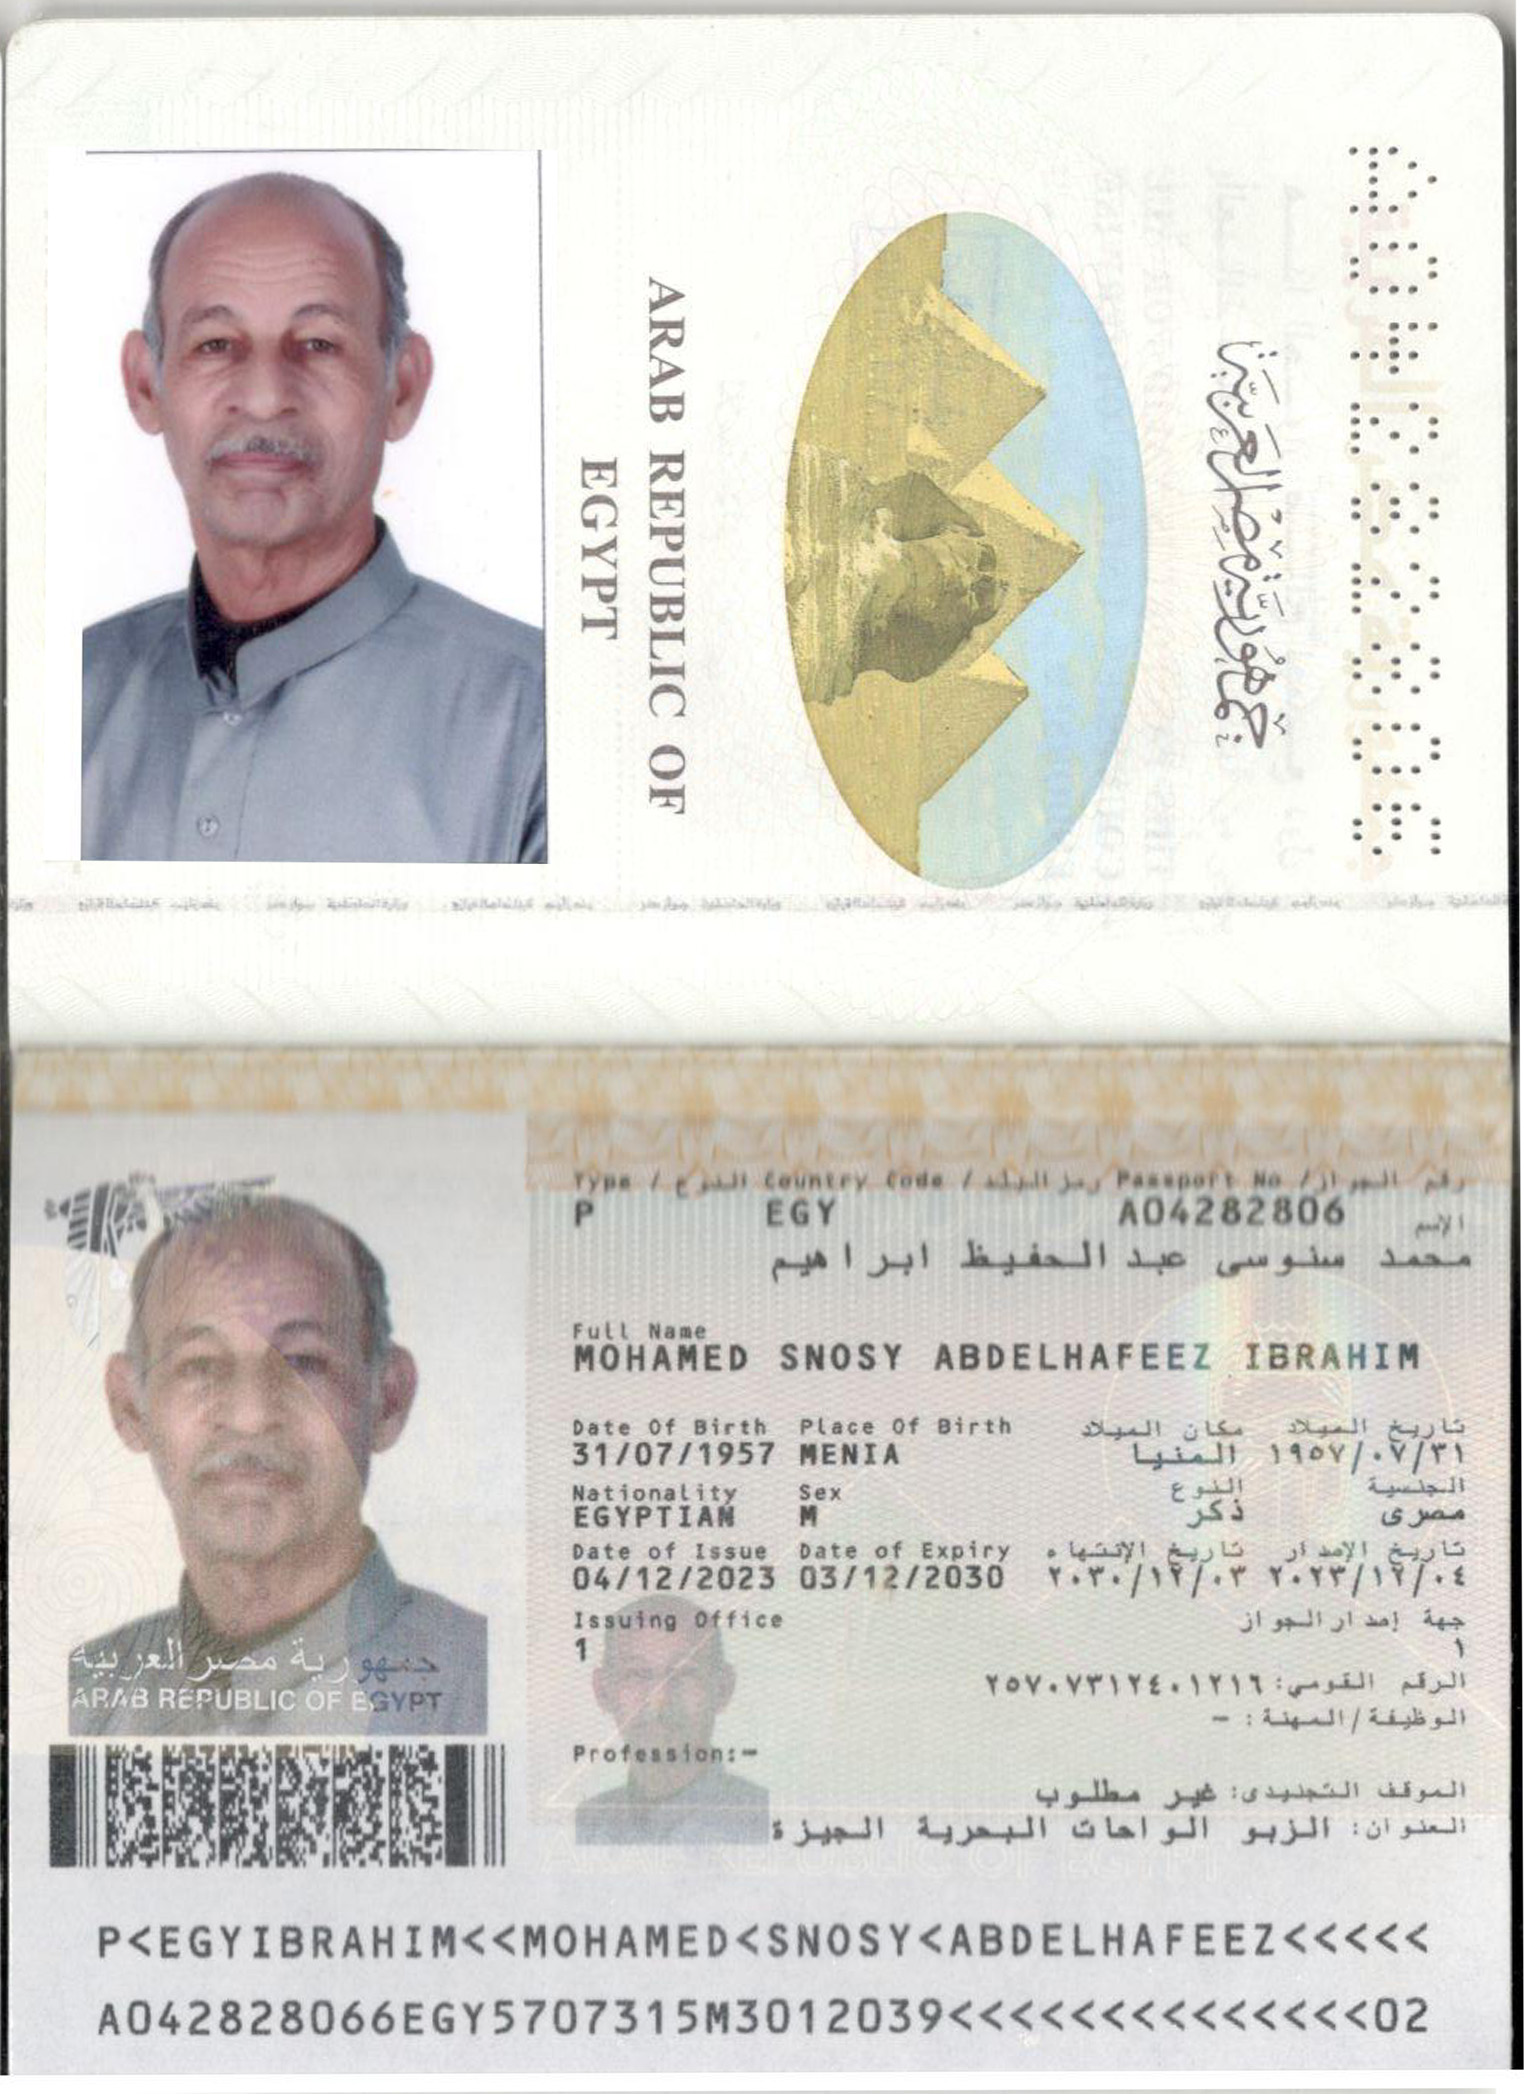 ARAB REPUBLIC OF
EGYPT
جمهورية مصر العربية
A04282806
Type / النوع Country Code / رمز البلد Passport No / رقم الجواز
P EGY A04282806
الإسم
محمد سنوسى عبد الحفيظ ابراهيم
Full Name
MOHAMED SNOSY ABDELHAFEEZ IBRAHIM
Date Of Birth Place Of Birth مكان الميلاد تاريخ الميلاد
31/07/1957 MENIA المنيا ١٩٥٧/٠٧/٣١
Nationality Sex النوع الجنسية
EGYPTIAN M ذكر مصرى
Date of Issue Date of Expiry تاريخ الإنتهاء تاريخ الإصدار
04/12/2023 03/12/2030 ٢٠٣٠/١٢/٠٣ ٢٠٢٣/١٢/٠٤
Issuing Office جهة إصدار الجواز
1 ١
الرقم القومي: ٢٥٧٠٧٣١٢٤٠١٢١٦
الوظيفة/المهنة: -
Profession:-
الموقف التجنيدى: غير مطلوب
العنوان: الزبو الواحات البحرية الجيزة
جمهورية مصر العربية
ARAB REPUBLIC OF EGYPT
P<EGYIBRAHIM<<MOHAMED<SNOSY<ABDELHAFEEZ<<<<<
A042828066EGY5707315M3012039<<<<<<<<<<<<<<02